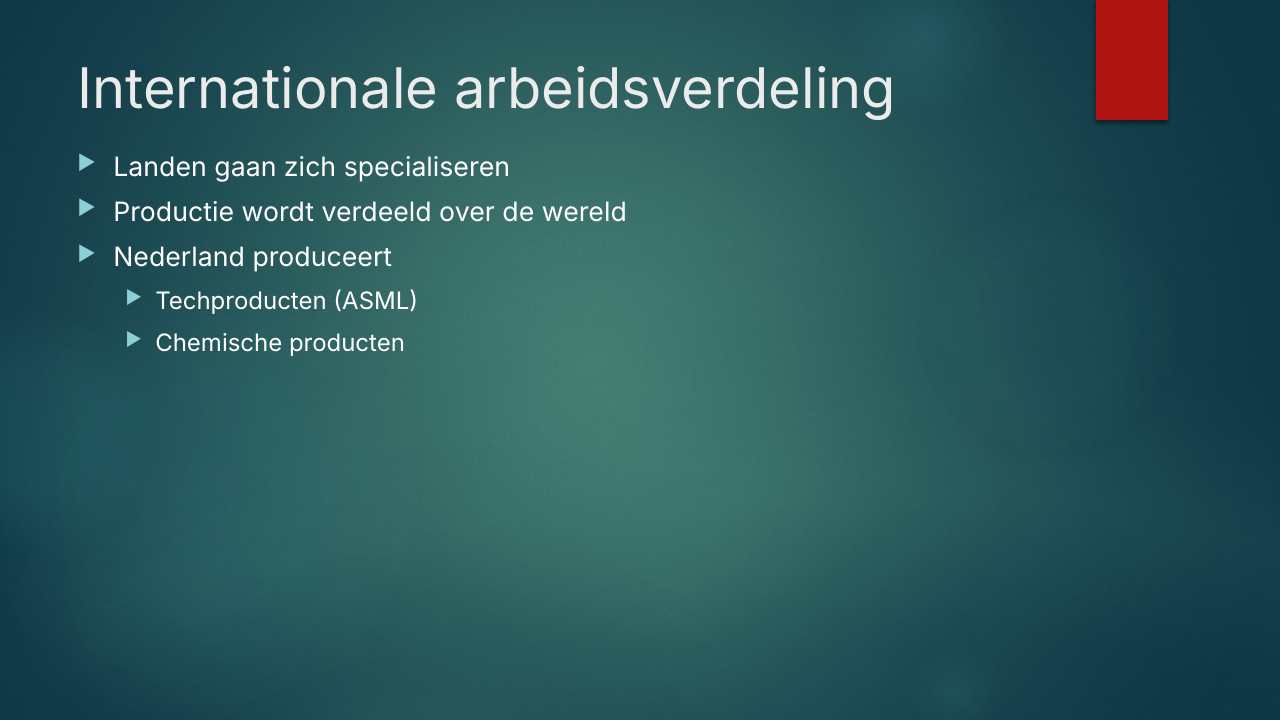 Internationale arbeidsverdeling
Landen gaan zich specialiseren
Productie wordt verdeeld over de wereld
Nederland produceert
Techproducten (ASML)
Chemische producten